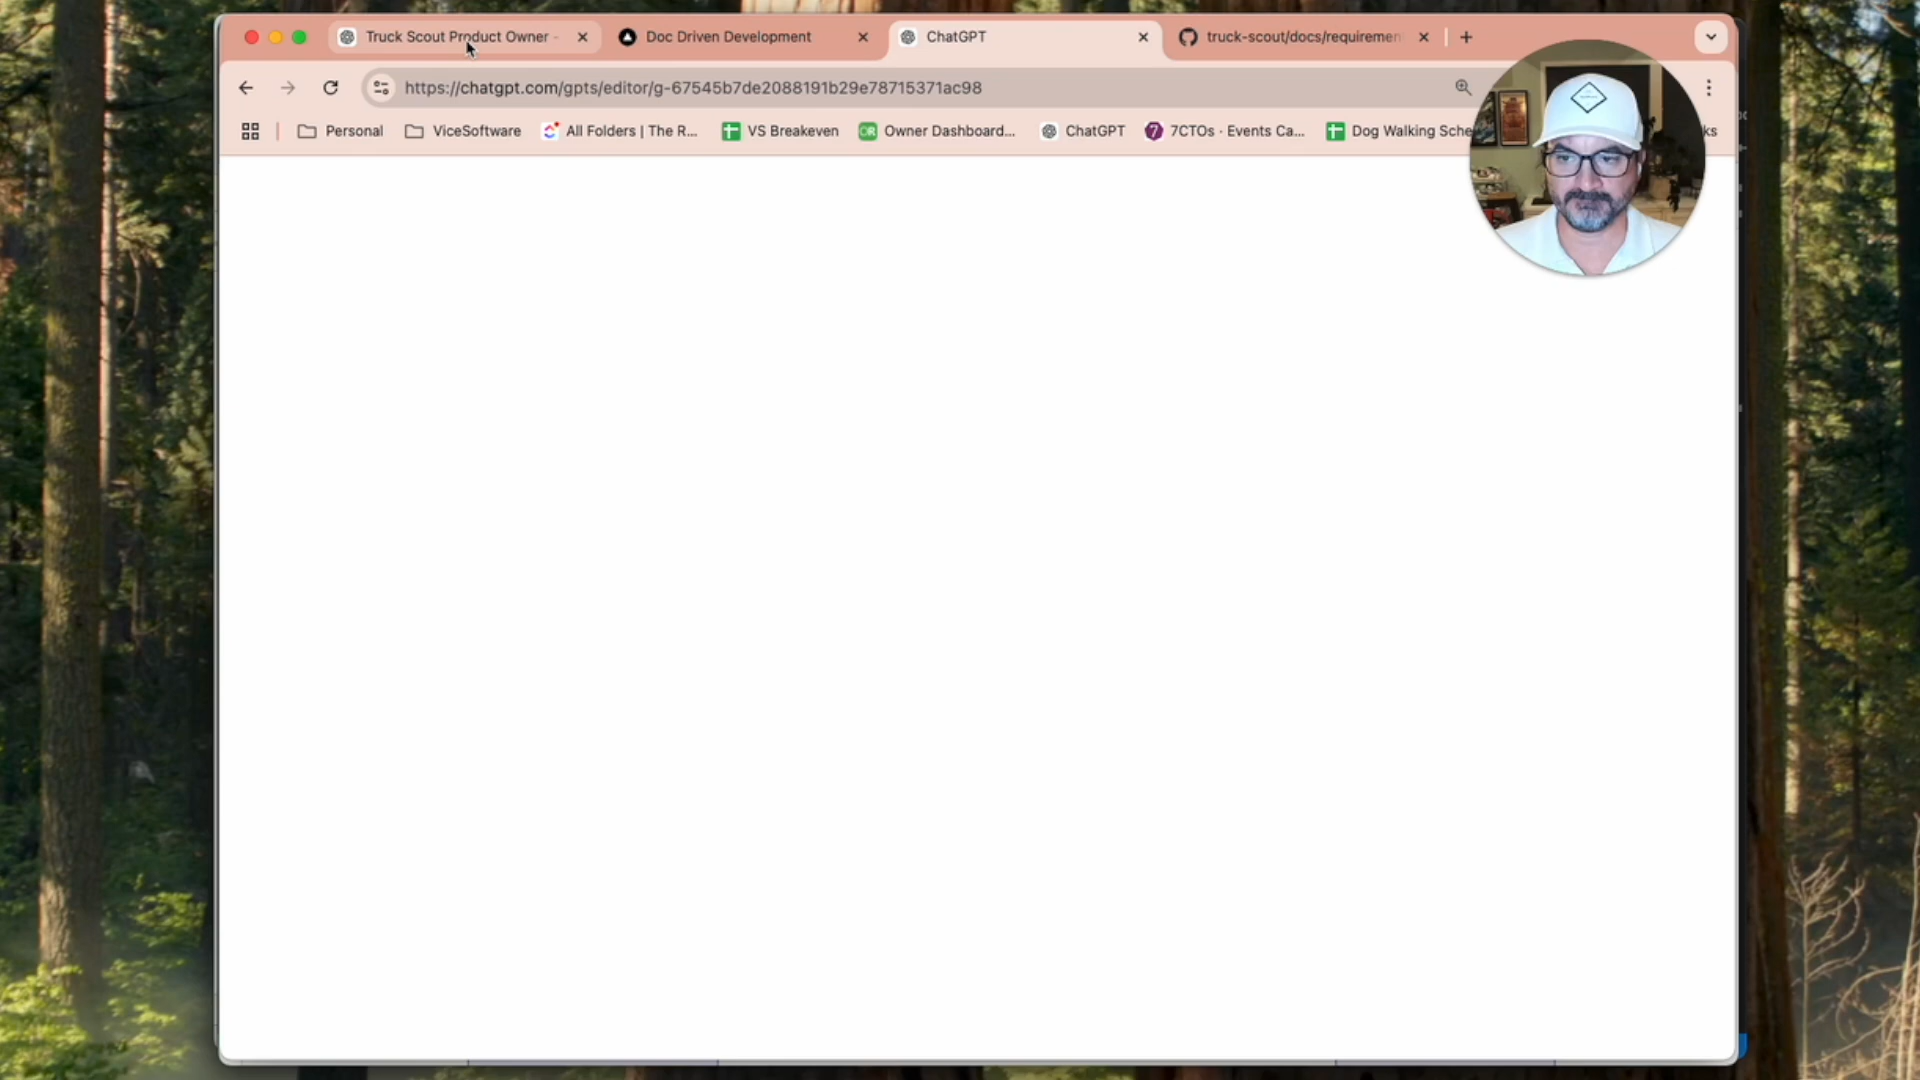 Truck Scout Product Owner -
Doc Driven Development
ChatGPT
truck-scout/docs/requiremen
https://chatgpt.com/gpts/editor/g-67545b7de2088191b29e78715371ac98
Personal
ViceSoftware
All Folders | The R...
VS Breakeven
Owner Dashboard...
ChatGPT
7CTOs · Events Ca...
Dog Walking Sche
ks